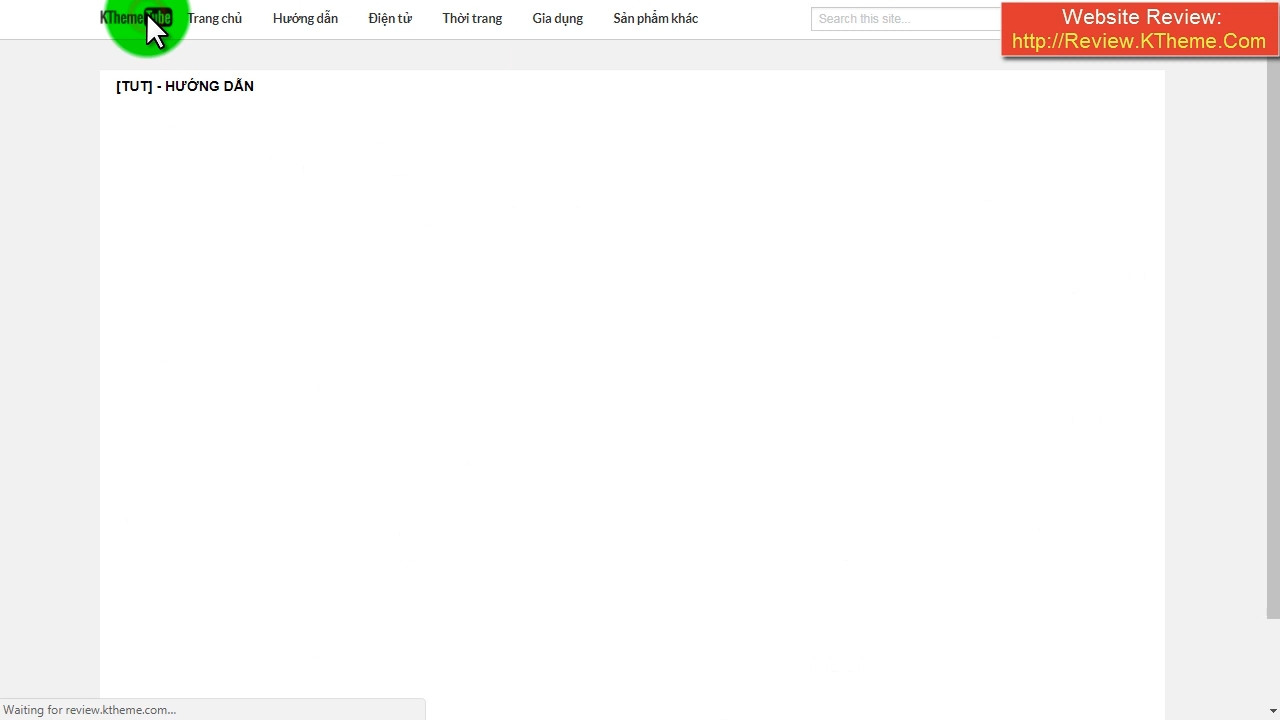 KThemeTube
Trang chủ
Hướng dẫn
Điện tử
Thời trang
Gia dụng
Sản phẩm khác
Search this site...
Website Review:
http://Review.KTheme.Com
[TUT] - HƯỚNG DẪN
Waiting for review.ktheme.com...